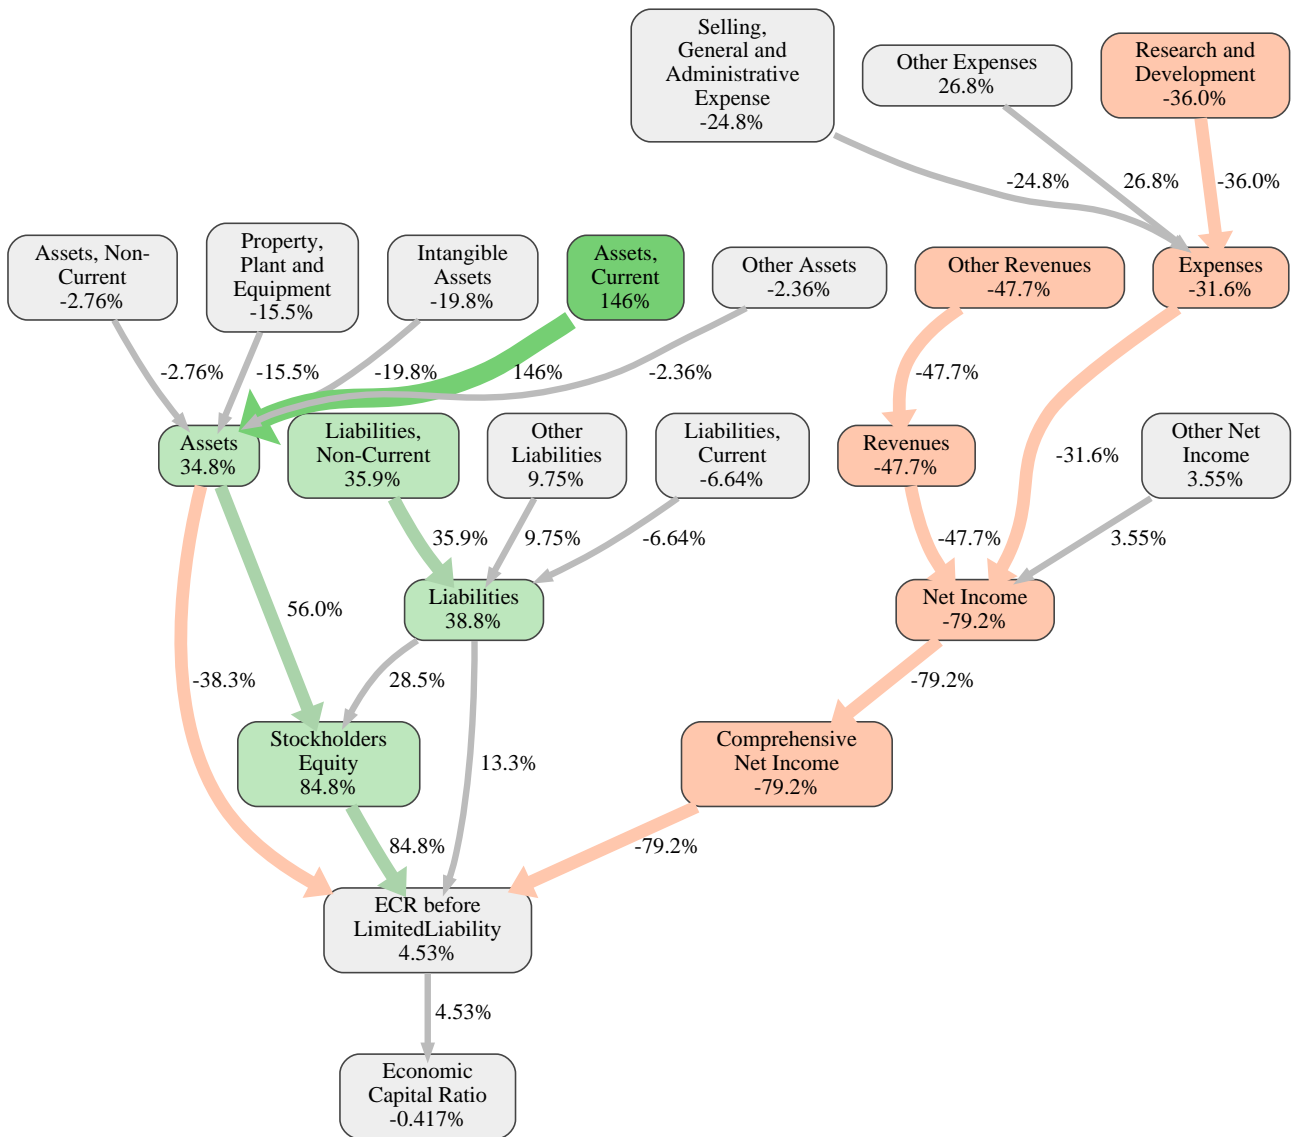 Selling,
General and
Administrative
Expense
-24.8%
Other Expenses
26.8%
Research and
Development
-36.0%
-24.8%
26.8%
-36.0%
Assets, Non-
Current
-2.76%
Property,
Plant and
Equipment
-15.5%
Intangible
Assets
-19.8%
Assets,
Current
146%
Other Assets
-2.36%
Other Revenues
-47.7%
Expenses
-31.6%
-2.76%
-15.5%
-19.8%
146%
-2.36%
-47.7%
-31.6%
Assets
34.8%
Liabilities,
Non-Current
35.9%
Other
Liabilities
9.75%
Liabilities,
Current
-6.64%
Revenues
-47.7%
Other Net
Income
3.55%
35.9%
9.75%
-6.64%
-47.7%
3.55%
56.0%
Liabilities
38.8%
Net Income
-79.2%
-38.3%
28.5%
-79.2%
Stockholders
Equity
84.8%
13.3%
Comprehensive
Net Income
-79.2%
84.8%
-79.2%
ECR before
LimitedLiability
4.53%
4.53%
Economic
Capital Ratio
-0.417%